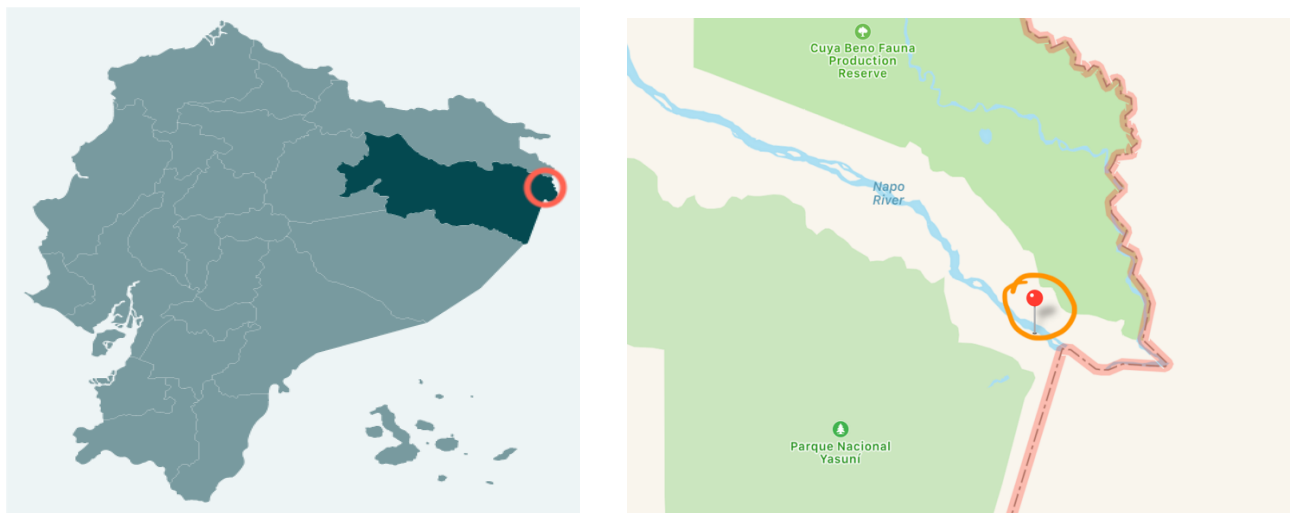 Cuya Beno Fauna
Production
Reserve
Napo
River
Parque Nacional
Yasuní